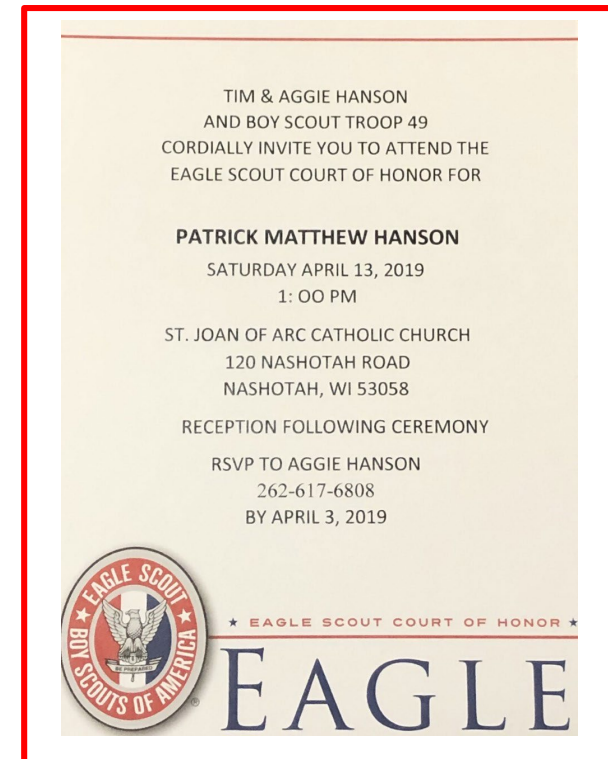 TIM & AGGIE HANSON
AND BOY SCOUT TROOP 49
CORDIALLY INVITE YOU TO ATTEND THE
EAGLE SCOUT COURT OF HONOR FOR
PATRICK MATTHEW HANSON
SATURDAY APRIL 13, 2019
1: OO PM
ST. JOAN OF ARC CATHOLIC CHURCH
120 NASHOTAH ROAD
NASHOTAH, WI 53058
RECEPTION FOLLOWING CEREMONY
RSVP TO AGGIE HANSON
262-617-6808
BY APRIL 3, 2019
EAGLE SCOUT
BE PREPARED
BOY SCOUTS OF AMERICA
®
★ EAGLE SCOUT COURT OF HONOR ★
EAGLE